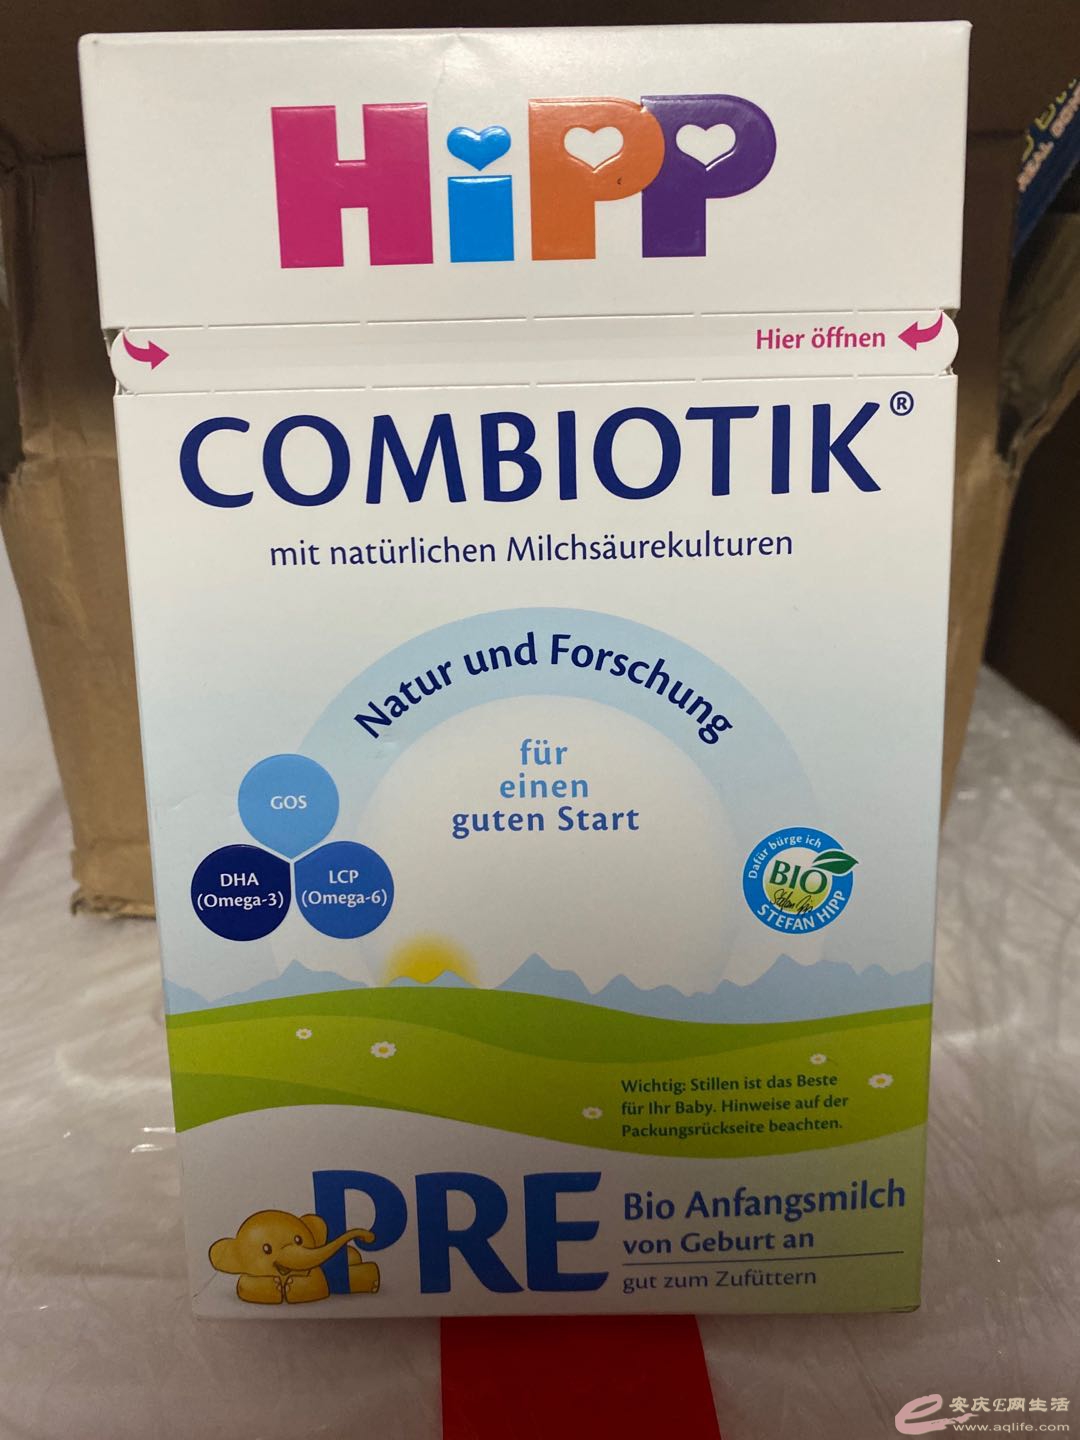 HiPP
Hier öffnen
COMBIOTIK®
mit natürlichen Milchsäurekulturen
Natur und Forschung
für
einen
guten Start
GOS
DHA
(Omega-3)
LCP
(Omega-6)
Dafür bürge ich
BIO
STEFAN HIPP
Wichtig: Stillen ist das Beste
für Ihr Baby. Hinweise auf der
Packungsrückseite beachten.
PRE
Bio Anfangsmilch
von Geburt an
gut zum Zufüttern
安庆E网生活
www.aqlife.com